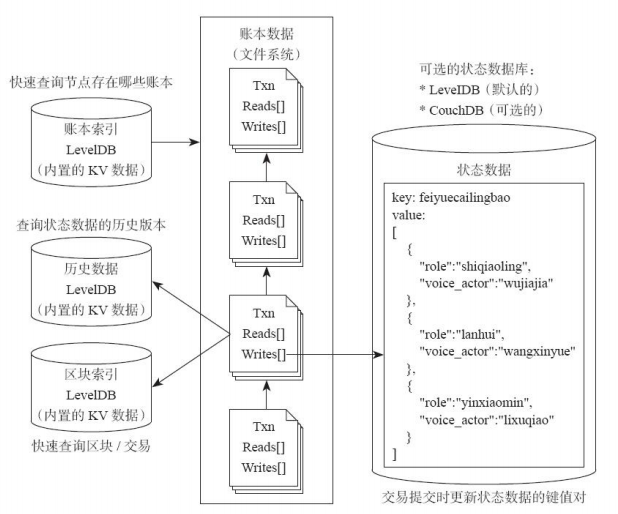 账本数据
（文件系统）
快速查询节点存在哪些账本
账本索引
LevelDB
（内置的 KV 数据）
查询状态数据的历史版本
历史数据
LevelDB
（内置的 KV 数据）
区块索引
LevelDB
（内置的 KV 数据）
快速查询区块 / 交易
Txn
Reads[]
Writes[]
Txn
Reads[]
Writes[]
Txn
Reads[]
Writes[]
Txn
Reads[]
Writes[]
可选的状态数据库：
* LevelDB（默认的）
* CouchDB（可选的）
状态数据
key: feiyuecailingbao
value:
[
{
"role":"shiqiaoling",
"voice_actor":"wujiajia"
},
{
"role":"lanhui",
"voice_actor":"wangxinyue"
},
{
"role":"yinxiaomin",
"voice_actor":"lixuqiao"
}
]
交易提交时更新状态数据的键值对